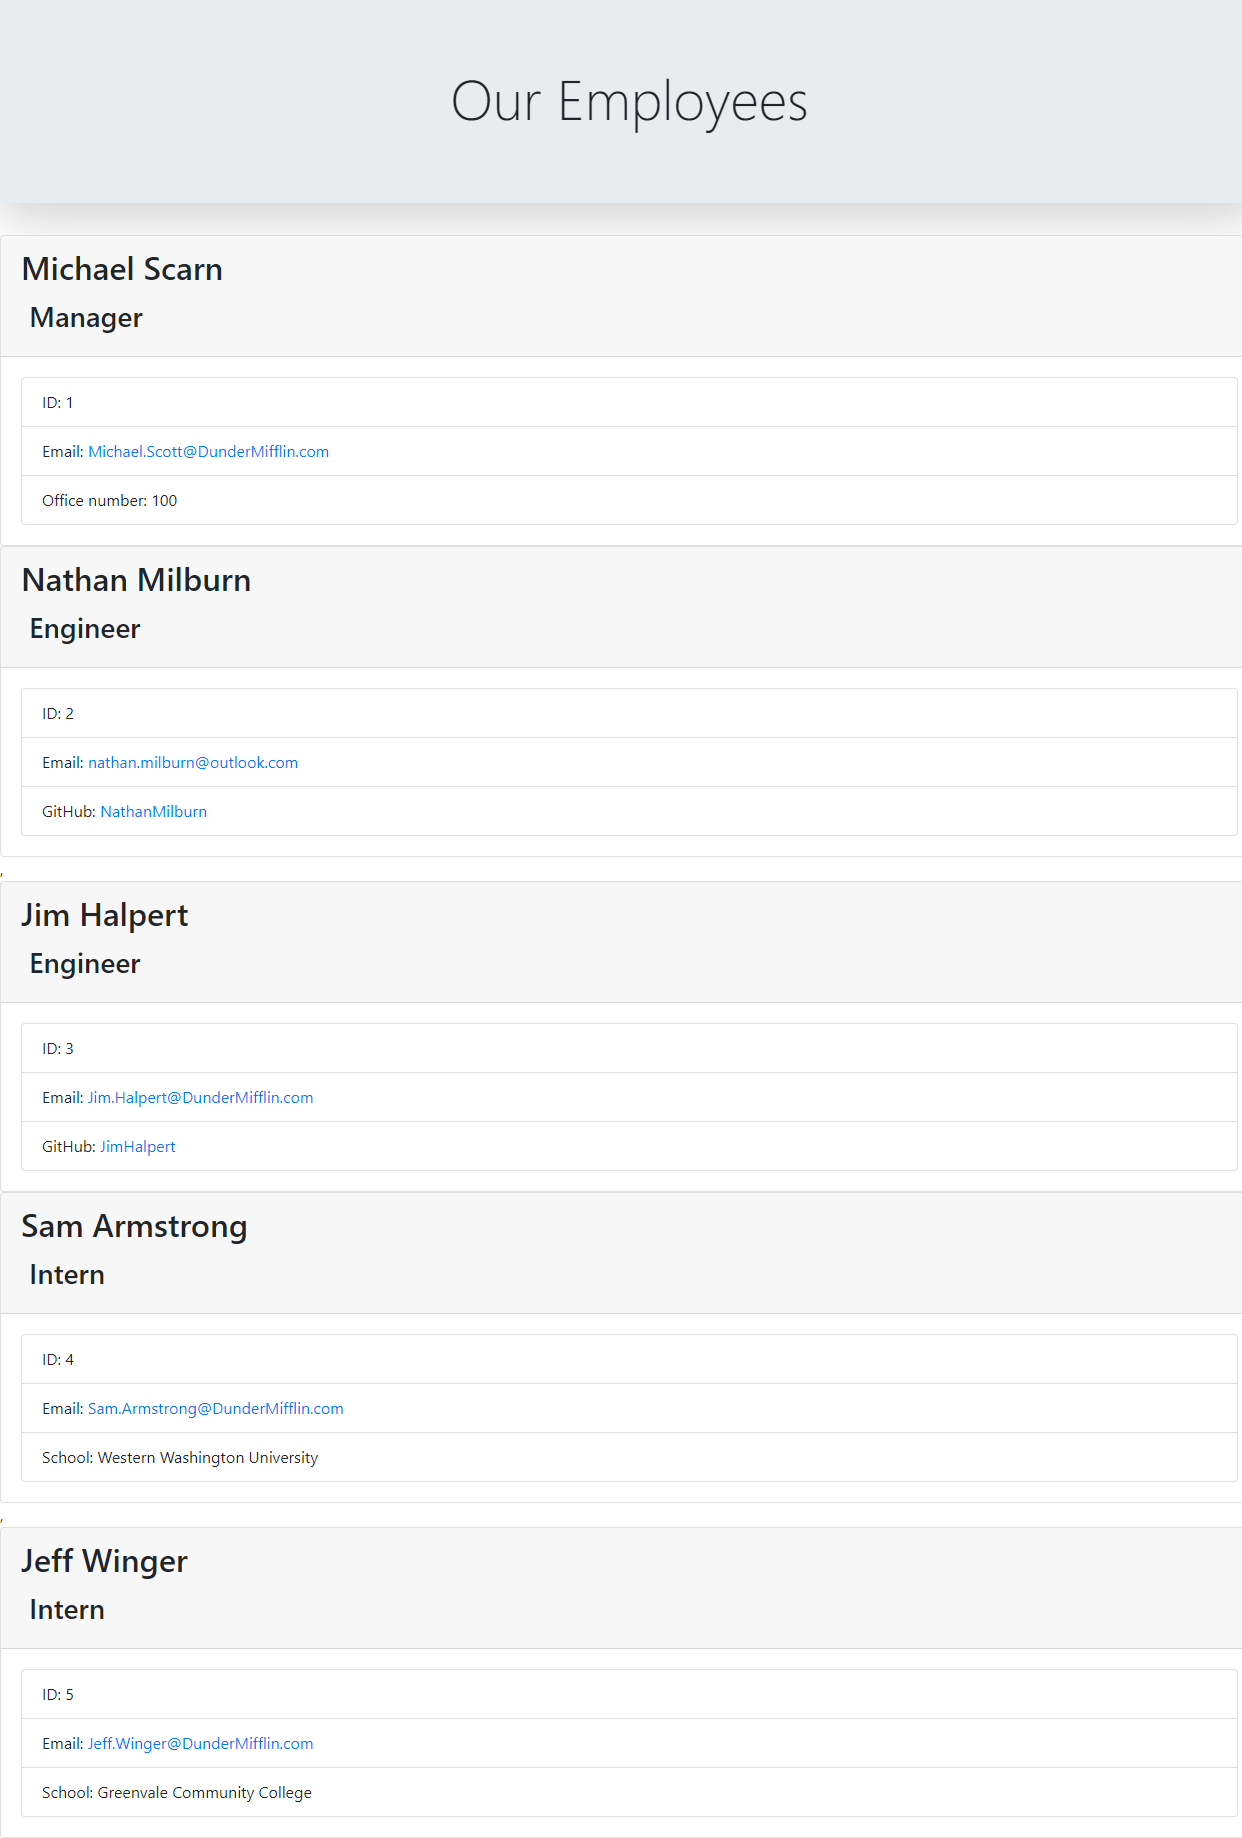 Our Employees
Michael Scarn
Manager
ID: 1
Email: Michael.Scott@DunderMifflin.com
Office number: 100
Nathan Milburn
Engineer
ID: 2
Email: nathan.milburn@outlook.com
GitHub: NathanMilburn
,
Jim Halpert
Engineer
ID: 3
Email: Jim.Halpert@DunderMifflin.com
GitHub: JimHalpert
Sam Armstrong
Intern
ID: 4
Email: Sam.Armstrong@DunderMifflin.com
School: Western Washington University
,
Jeff Winger
Intern
ID: 5
Email: Jeff.Winger@DunderMifflin.com
School: Greenvale Community College